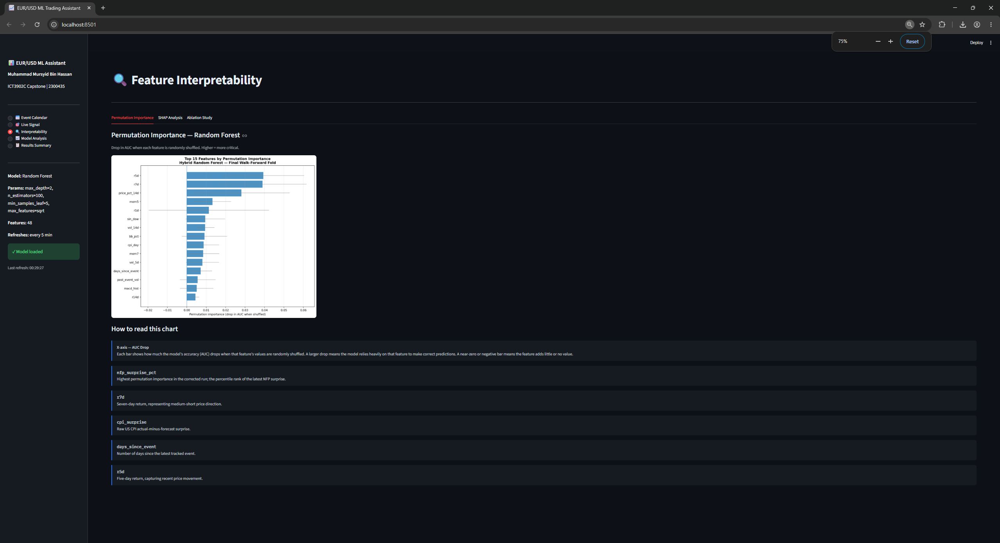 EUR/USD ML Trading Assistant
localhost:8501
75%
Reset
Deploy
EUR/USD ML Assistant
Muhammad Mursyid Bin Hassan
ICT3902C Capstone | 2300435
Event Calendar
Live Signal
Interpretability
Model Analysis
Results Summary
Model: Random Forest
Params: max_depth=2,
n_estimators=100,
min_samples_leaf=5,
max_features=sqrt
Features: 48
Refreshes: every 5 min
✓ Model loaded
Last refresh: 00:29:27
Feature Interpretability
Permutation Importance SHAP Analysis Ablation Study
Permutation Importance — Random Forest
Drop in AUC when each feature is randomly shuffled. Higher = more critical.
Top 15 Features by Permutation Importance
Hybrid Random Forest — Final Walk-Forward Fold
r5d
r7d
price_pct_14d
mom5
r1d
sin_dow
vol_14d
bb_pct
cpi_day
mom7
vol_5d
days_since_event
post_event_vol
macd_hist
r14d
−0.02 −0.01 0.00 0.01 0.02 0.03 0.04 0.05 0.06
Permutation importance (drop in AUC when shuffled)
How to read this chart
X-axis — AUC Drop
Each bar shows how much the model's accuracy (AUC) drops when that feature's values are randomly shuffled. A larger drop means the model relies heavily on that feature to make correct predictions. A near-zero or negative bar means the feature adds little or no value.
nfp_surprise_pct
Highest permutation importance in the corrected run; the percentile rank of the latest NFP surprise.
r7d
Seven-day return, representing medium-short price direction.
cpi_surprise
Raw US CPI actual-minus-forecast surprise.
days_since_event
Number of days since the latest tracked event.
r5d
Five-day return, capturing recent price movement.